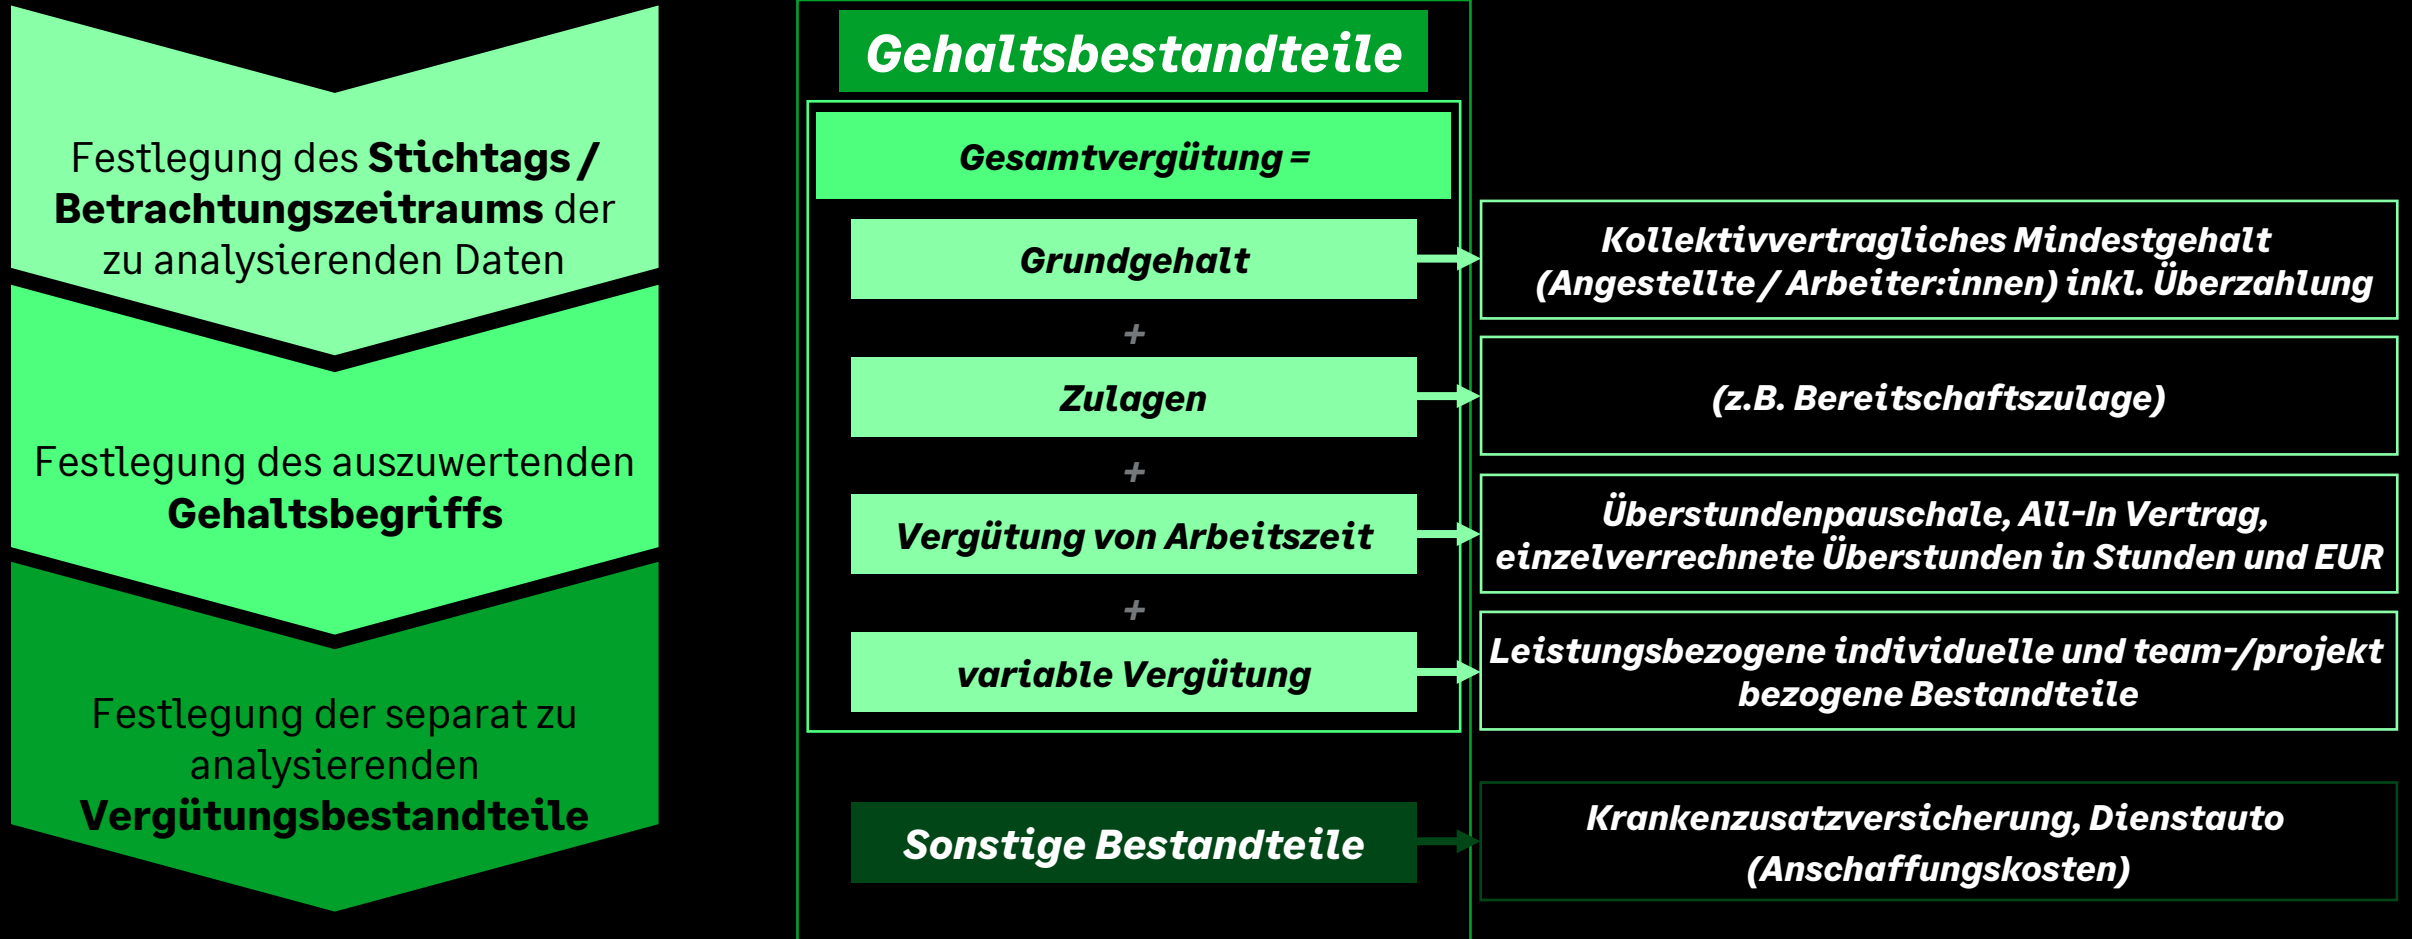 Festlegung des Stichtags /
Betrachtungszeitraums der
zu analysierenden Daten
Festlegung des auszuwertenden
Gehaltsbegriffs
Festlegung der separat zu
analysierenden
Vergütungsbestandteile
Gehaltsbestandteile
Gesamtvergütung =
Grundgehalt
Kollektivvertragliches Mindestgehalt
(Angestellte / Arbeiter:innen) inkl. Überzahlung
+
Zulagen
(z.B. Bereitschaftszulage)
+
Vergütung von Arbeitszeit
Überstundenpauschale, All-In Vertrag,
einzelverrechnete Überstunden in Stunden und EUR
+
variable Vergütung
Leistungsbezogene individuelle und team-/projekt
bezogene Bestandteile
Sonstige Bestandteile
Krankenzusatzversicherung, Dienstauto
(Anschaffungskosten)